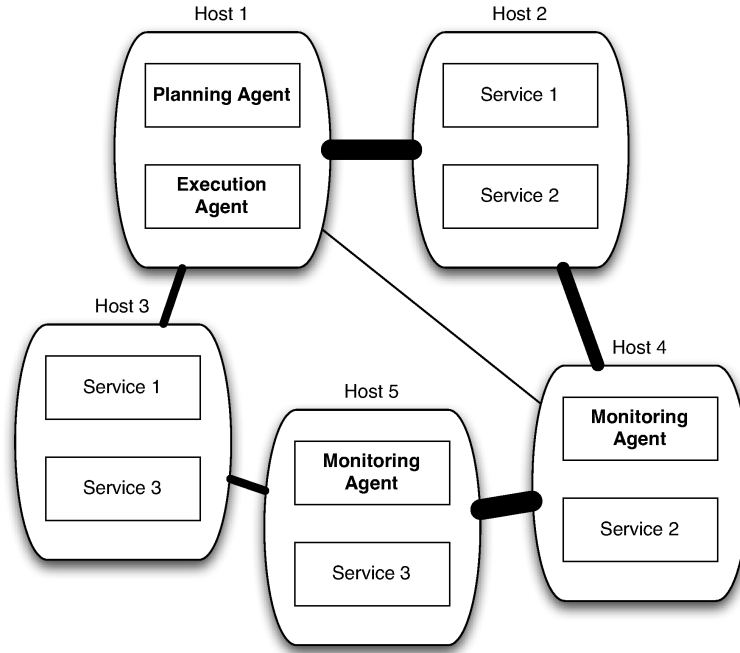 Host 1
Planning Agent
Execution
Agent
Host 2
Service 1
Service 2
Host 3
Service 1
Service 3
Host 5
Monitoring
Agent
Service 3
Host 4
Monitoring
Agent
Service 2